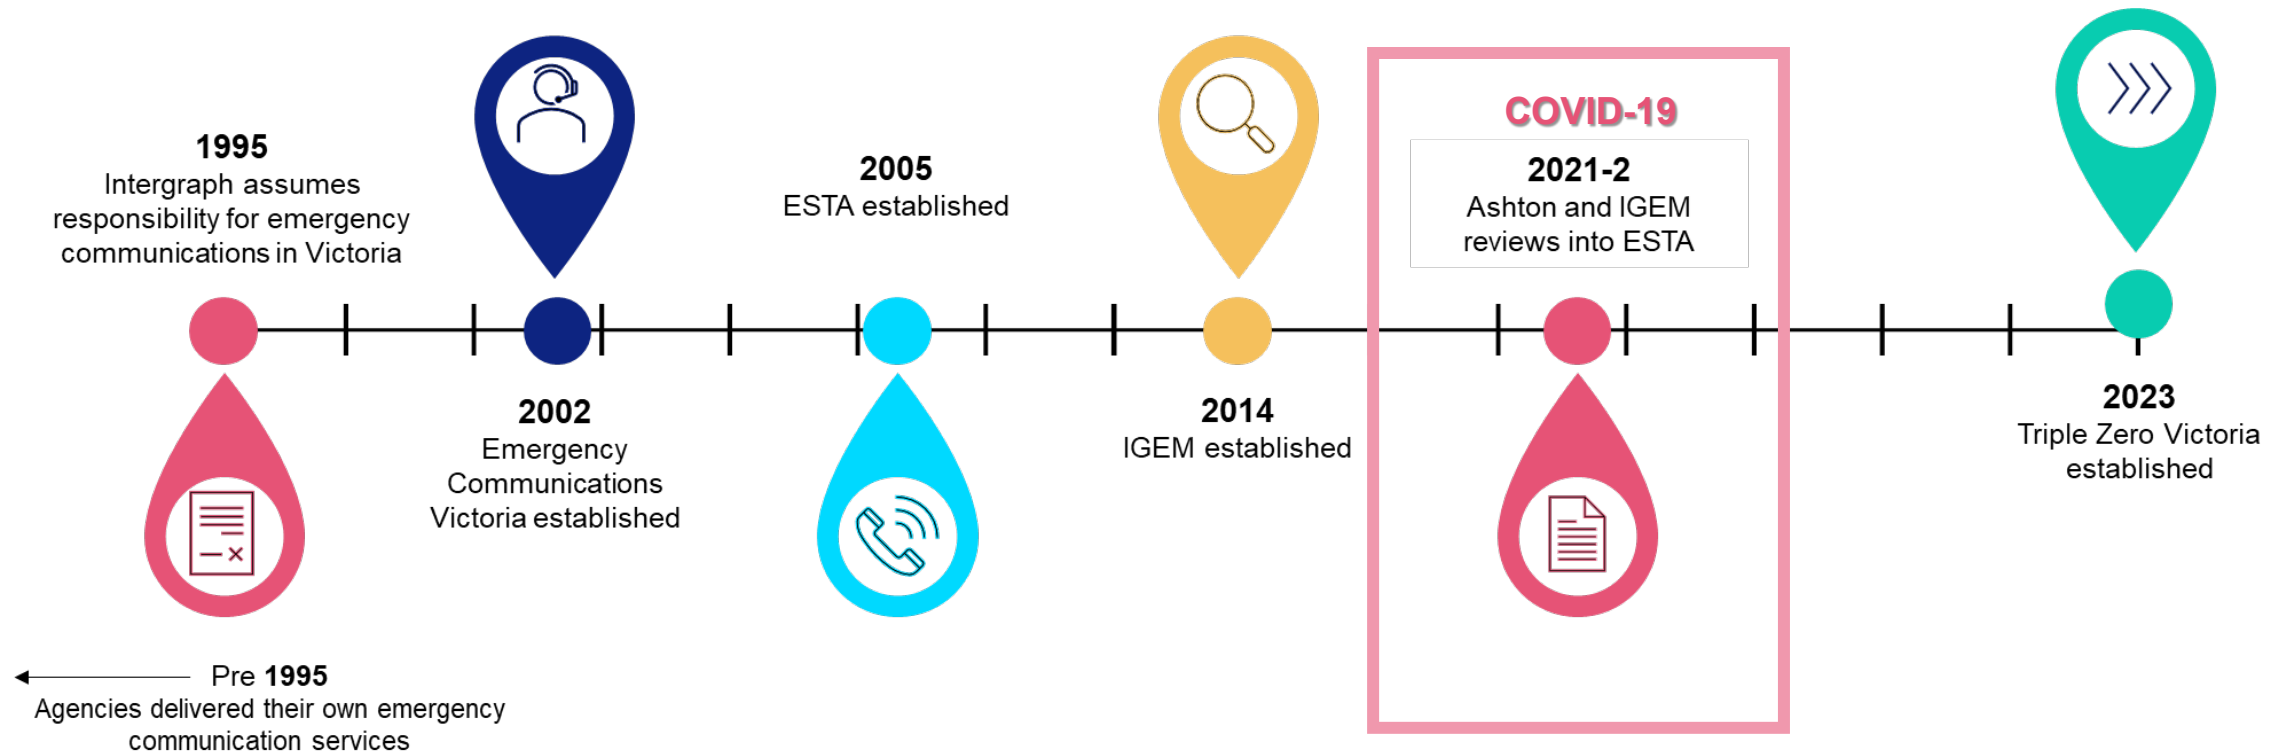 1995
Intergraph assumes
responsibility for emergency
communications in Victoria
2002
Emergency
Communications
Victoria established
2005
ESTA established
2014
IGEM established
COVID-19
2021-2
Ashton and IGEM
reviews into ESTA
2023
Triple Zero Victoria
established
Pre 1995
Agencies delivered their own emergency
communication services